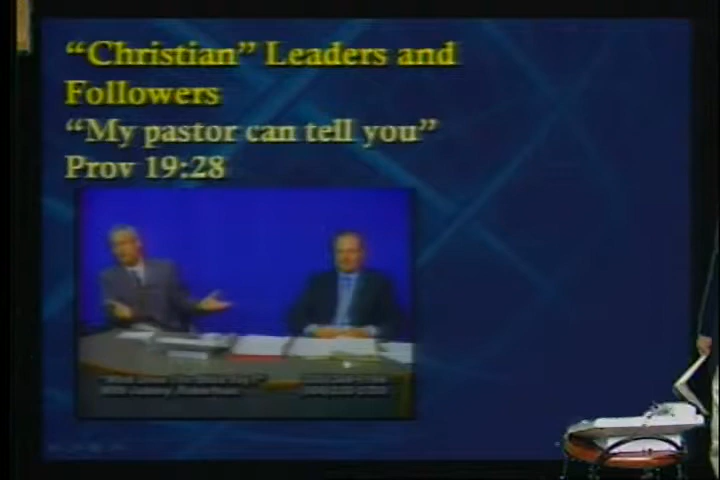 “Christian” Leaders and
Followers
“My pastor can tell you”
Prov 19:28